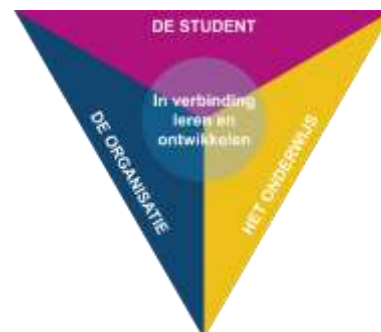 DE STUDENT
In verbinding
leren en
ontwikkelen
DE ORGANISATIE
HET ONDERWIJS